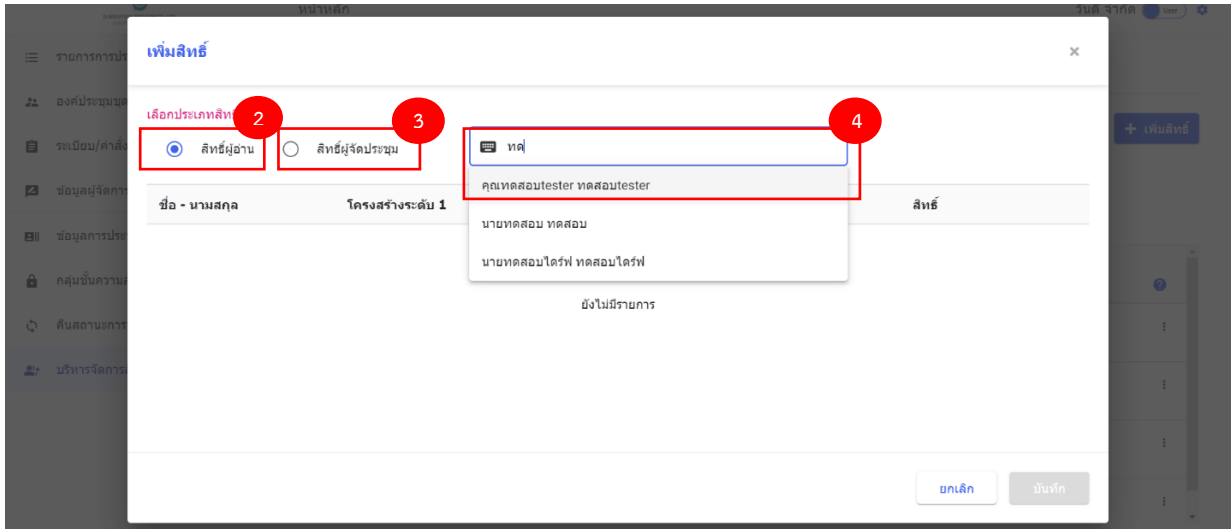 หน้าหลัก
วันดี จำกัด
User
เพิ่มสิทธิ์
×
รายการการประ
องค์ประชุมชุด
ระเบียบ/คำสั่ง
ข้อมูลผู้จัดการ
ข้อมูลการประ
กลุ่มชั้นความ
คืนสถานะการ
บริหารจัดการ
+ เพิ่มสิทธิ์
เลือกประเภทสิทธิ์
2
3
4
สิทธิ์ผู้อ่าน
สิทธิ์ผู้จัดประชุม
ทด
คุณทดสอบtester ทดสอบtester
นายทดสอบ ทดสอบ
นายทดสอบไดร์ฟ ทดสอบไดร์ฟ
ชื่อ - นามสกุล
โครงสร้างระดับ 1
สิทธิ์
ยังไม่มีรายการ
ยกเลิก
บันทึก